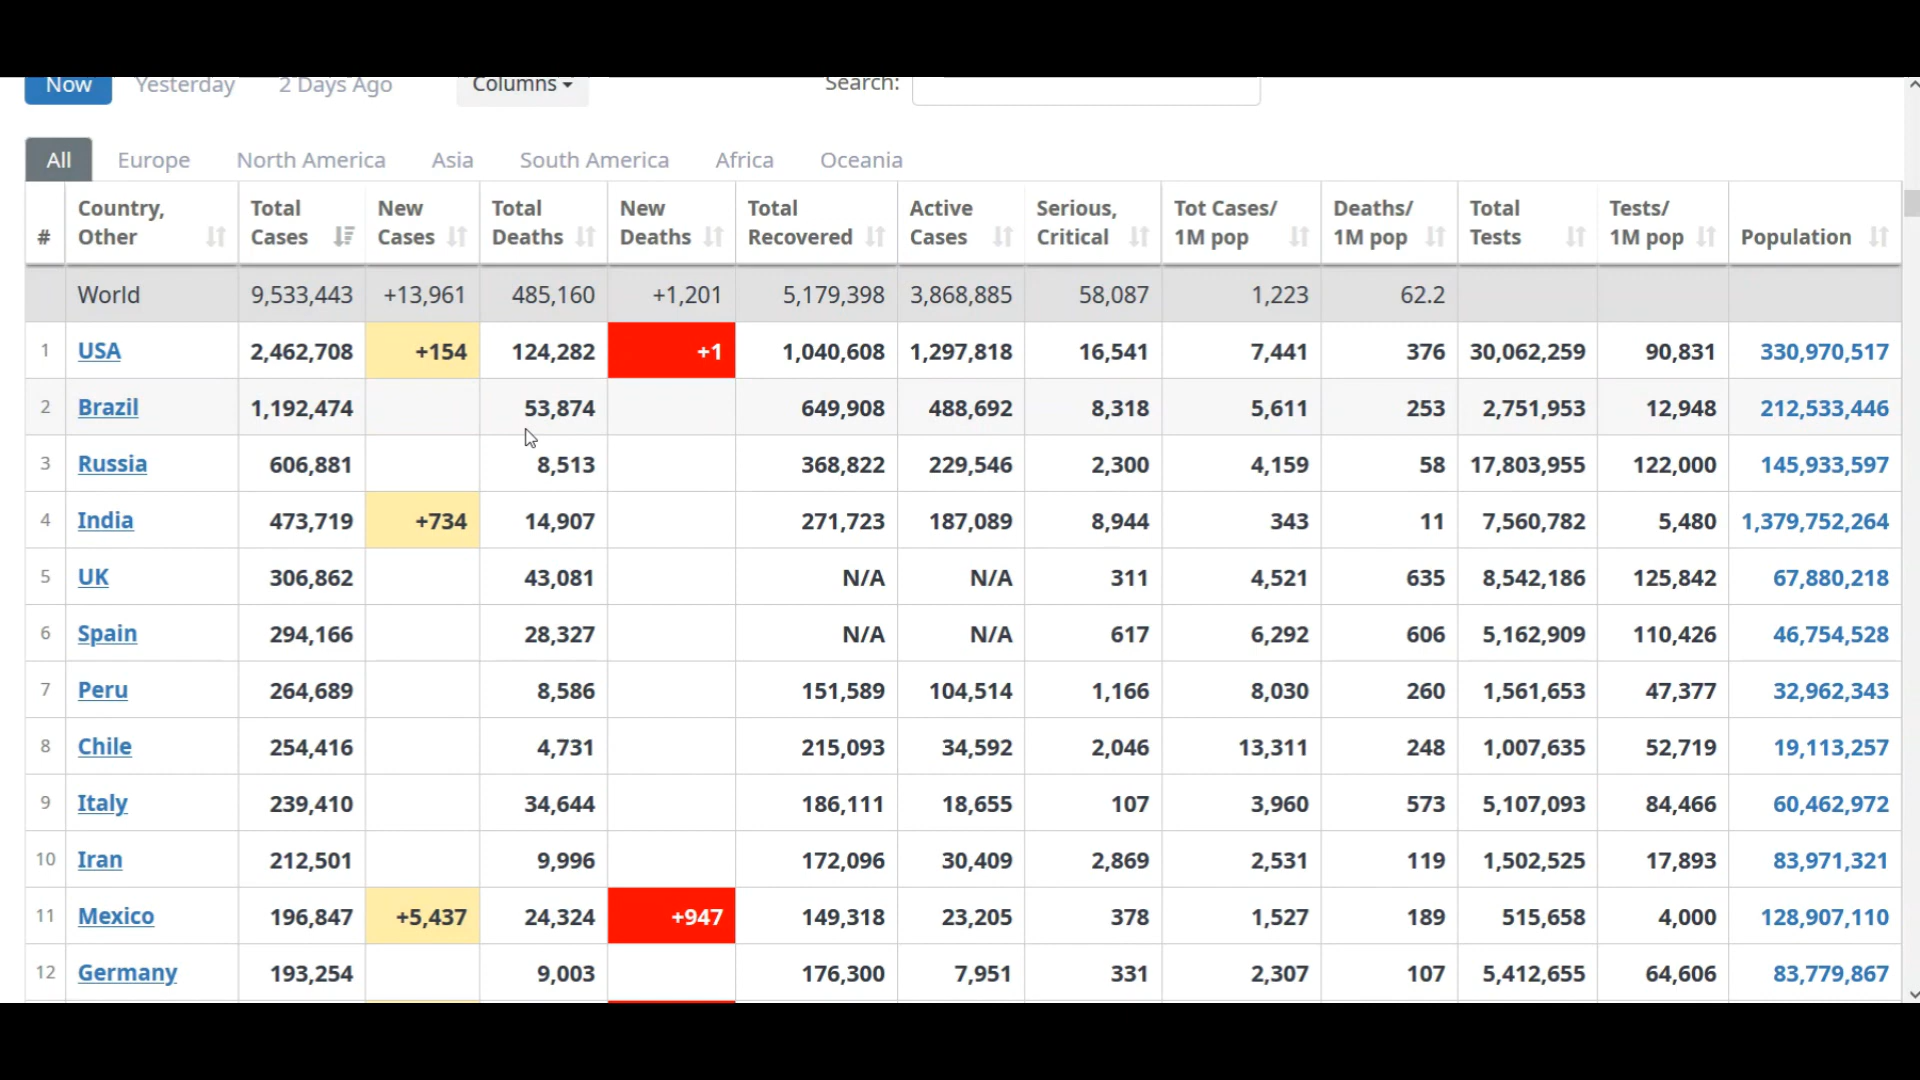 Now Yesterday 2 Days Ago Columns Search:
All Europe North America Asia South America Africa Oceania
# Country, Other Total Cases New Cases Total Deaths New Deaths Total Recovered Active Cases Serious, Critical Tot Cases/ 1M pop Deaths/ 1M pop Total Tests Tests/ 1M pop Population
World 9,533,443 +13,961 485,160 +1,201 5,179,398 3,868,885 58,087 1,223 62.2
1 USA 2,462,708 +154 124,282 +1 1,040,608 1,297,818 16,541 7,441 376 30,062,259 90,831 330,970,517
2 Brazil 1,192,474 53,874 649,908 488,692 8,318 5,611 253 2,751,953 12,948 212,533,446
3 Russia 606,881 8,513 368,822 229,546 2,300 4,159 58 17,803,955 122,000 145,933,597
4 India 473,719 +734 14,907 271,723 187,089 8,944 343 11 7,560,782 5,480 1,379,752,264
5 UK 306,862 43,081 N/A N/A 311 4,521 635 8,542,186 125,842 67,880,218
6 Spain 294,166 28,327 N/A N/A 617 6,292 606 5,162,909 110,426 46,754,528
7 Peru 264,689 8,586 151,589 104,514 1,166 8,030 260 1,561,653 47,377 32,962,343
8 Chile 254,416 4,731 215,093 34,592 2,046 13,311 248 1,007,635 52,719 19,113,257
9 Italy 239,410 34,644 186,111 18,655 107 3,960 573 5,107,093 84,466 60,462,972
10 Iran 212,501 9,996 172,096 30,409 2,869 2,531 119 1,502,525 17,893 83,971,321
11 Mexico 196,847 +5,437 24,324 +947 149,318 23,205 378 1,527 189 515,658 4,000 128,907,110
12 Germany 193,254 9,003 176,300 7,951 331 2,307 107 5,412,655 64,606 83,779,867